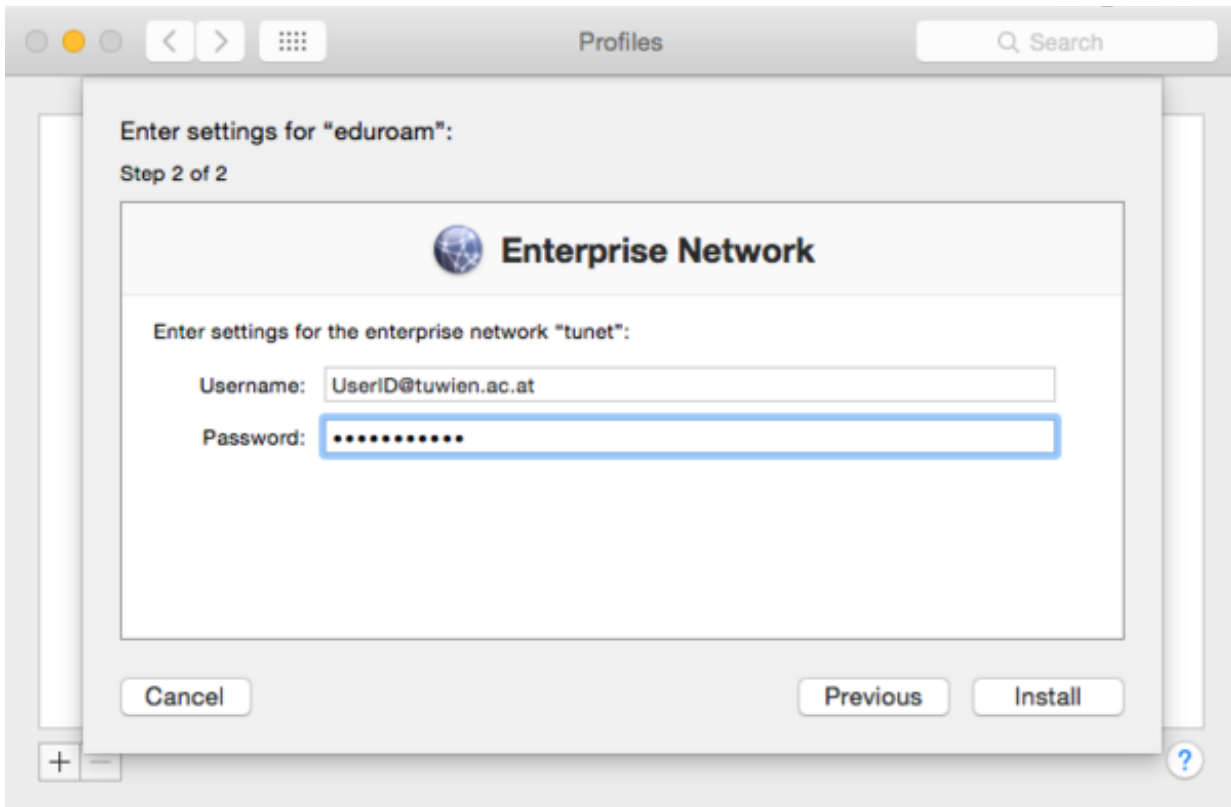 Profiles
Search
Enter settings for “eduroam”:
Step 2 of 2
Enterprise Network
Enter settings for the enterprise network “tunet”:
Username: UserID@tuwien.ac.at
Password: •••••••••••
Cancel Previous Install
+ − ?